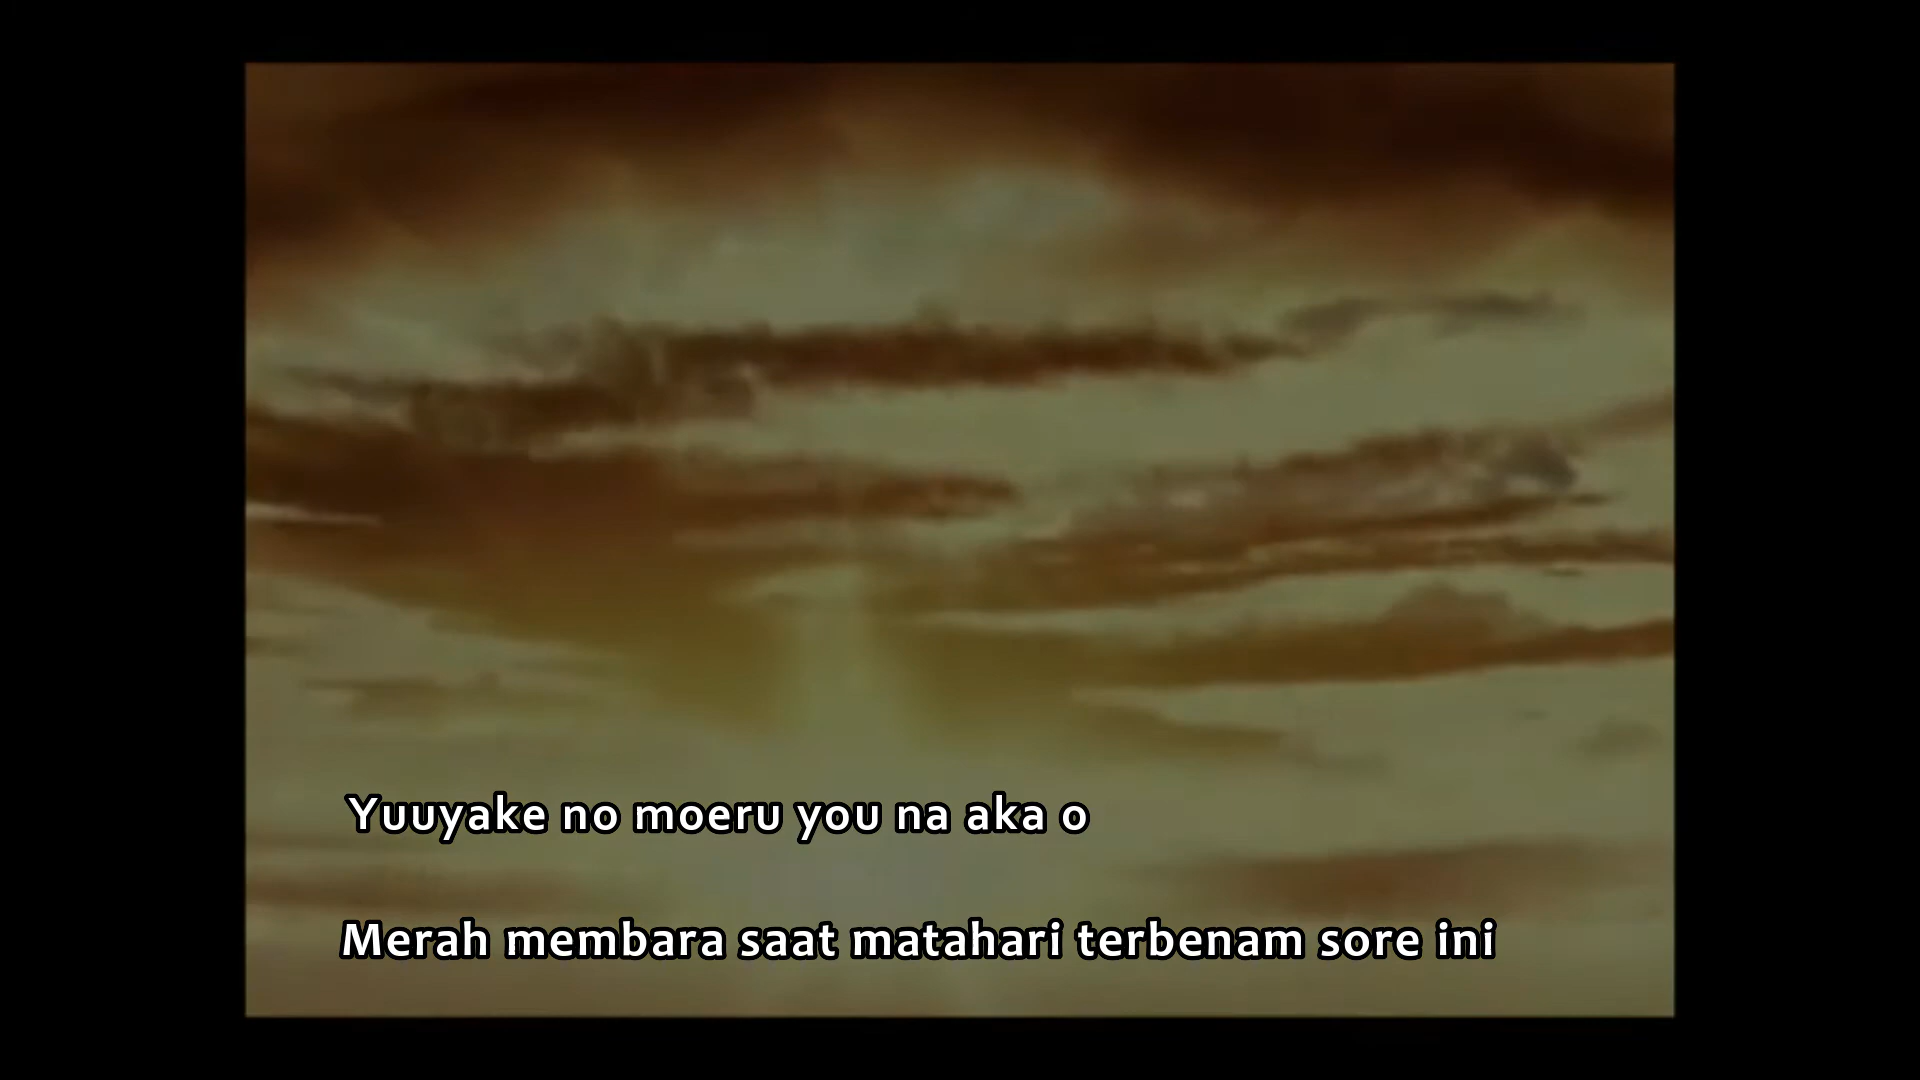 Yuuyake no moeru you na aka o
Merah membara saat matahari terbenam sore ini